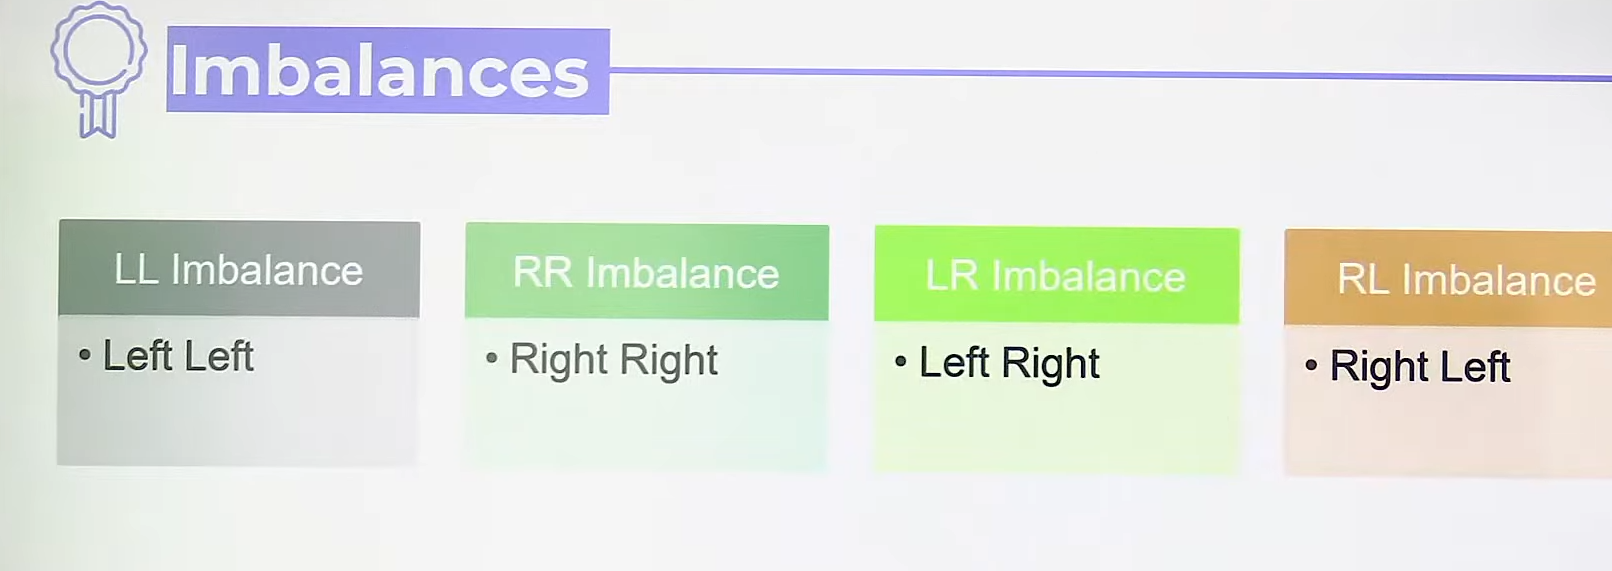 Imbalances
LL Imbalance
• Left Left
RR Imbalance
• Right Right
LR Imbalance
• Left Right
RL Imbalance
• Right Left